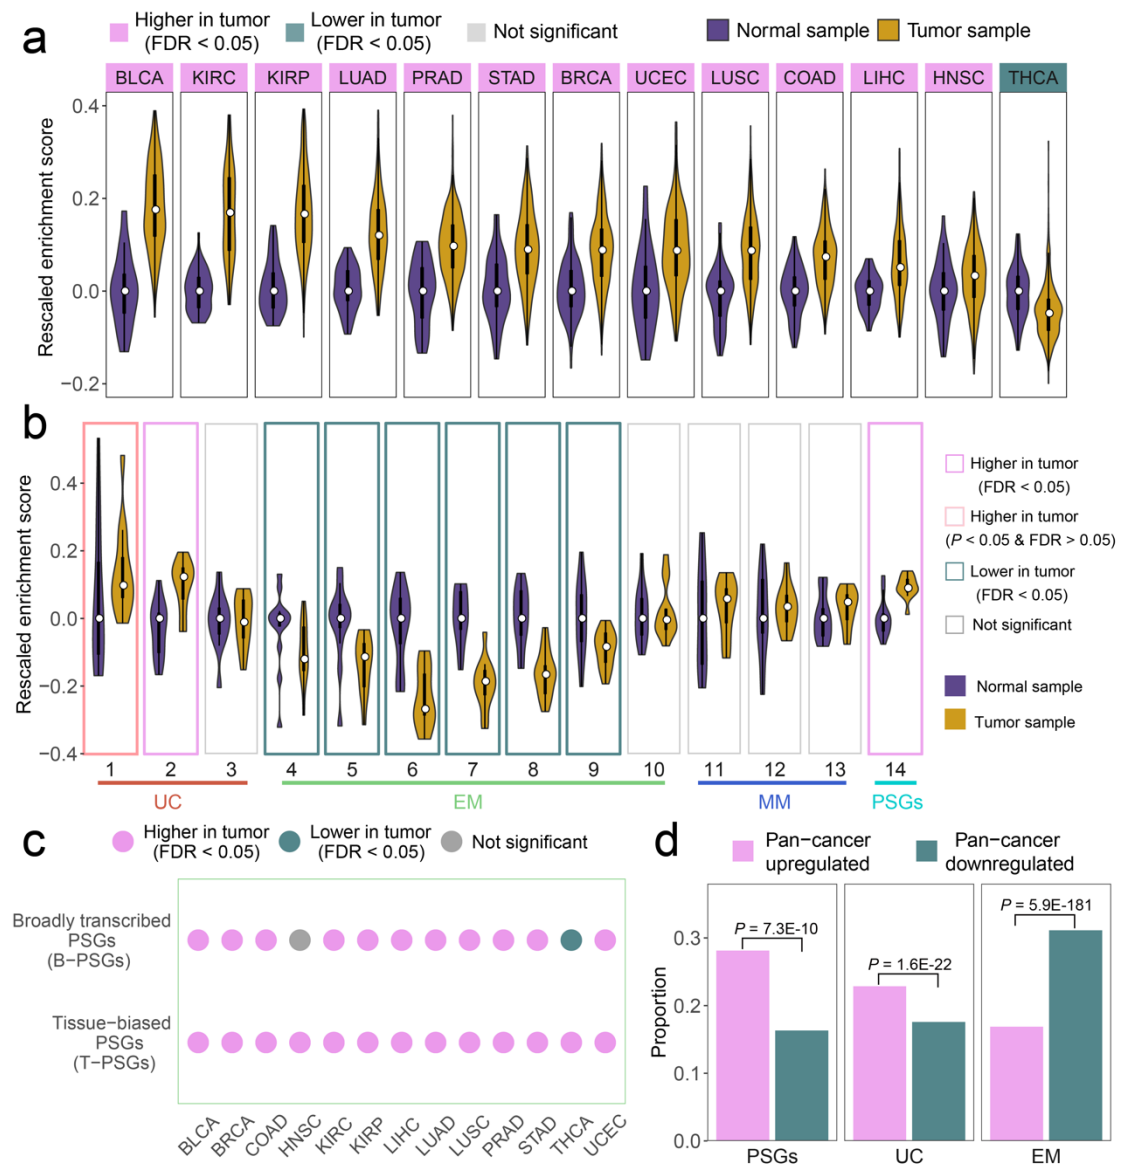 a
Higher in tumor
(FDR < 0.05)
Lower in tumor
(FDR < 0.05)
Not significant
Normal sample
Tumor sample
BLCA KIRC KIRP LUAD PRAD STAD BRCA UCEC LUSC COAD LIHC HNSC THCA
Rescaled enrichment score
0.4
0.2
0.0
−0.2
b
Rescaled enrichment score
0.4
0.2
0.0
−0.2
−0.4
1 2 3 4 5 6 7 8 9 10 11 12 13 14
UC EM MM PSGs
Higher in tumor
(FDR < 0.05)
Higher in tumor
(P < 0.05 & FDR > 0.05)
Lower in tumor
(FDR < 0.05)
Not significant
Normal sample
Tumor sample
c
Higher in tumor
(FDR < 0.05)
Lower in tumor
(FDR < 0.05)
Not significant
Broadly transcribed
PSGs
(B−PSGs)
Tissue−biased
PSGs
(T−PSGs)
BLCA BRCA COAD HNSC KIRC KIRP LIHC LUAD LUSC PRAD STAD THCA UCEC
d
Pan−cancer
upregulated
Pan−cancer
downregulated
Proportion
0.3
0.2
0.1
0.0
P = 7.3E-10
P = 1.6E-22
P = 5.9E-181
PSGs UC EM